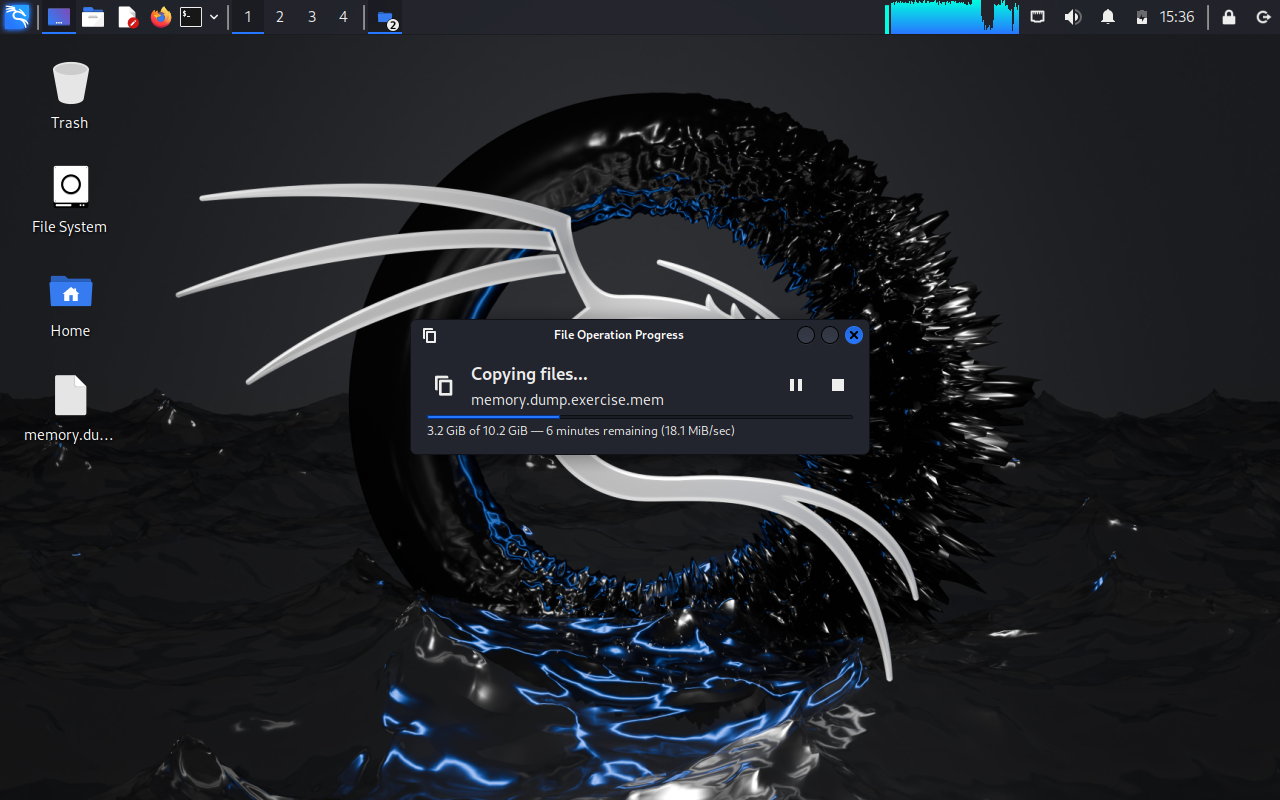 1 2 3 4 2 15:36
Trash
File System
Home
memory.du...
File Operation Progress
Copying files...
memory.dump.exercise.mem
3.2 GiB of 10.2 GiB — 6 minutes remaining (18.1 MiB/sec)